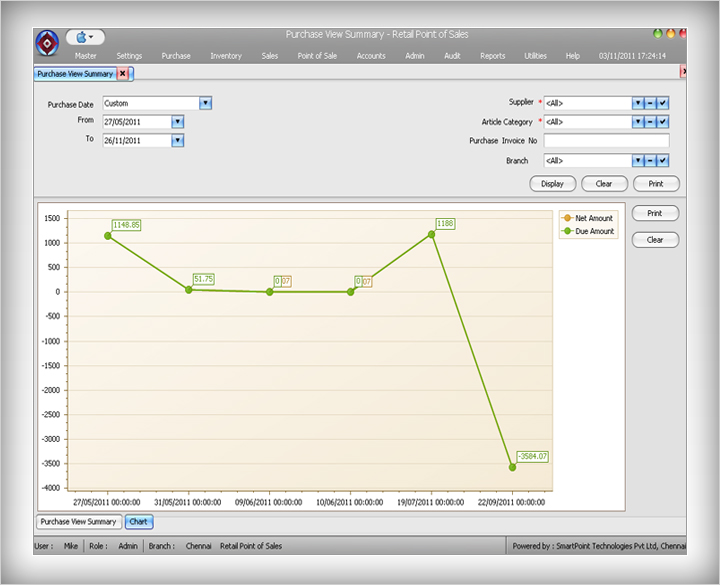 Purchase View Summary - Retail Point of Sales
Master Settings Purchase Inventory Sales Point of Sale Accounts Admin Audit Reports Utilities Help 03/11/2011 17:24:14
Purchase View Summary
Purchase Date Custom
From 27/05/2011
To 26/11/2011
Supplier * <All>
Article Category * <All>
Purchase Invoice No
Branch <All>
Display Clear Print
Print
Clear
Net Amount
Due Amount
1500
1000
500
0
-500
-1000
-1500
-2000
-2500
-3000
-3500
-4000
1148.85
51.75
0 07
0 07
1188
-3584.07
27/05/2011 00:00:00 31/05/2011 00:00:00 09/06/2011 00:00:00 10/06/2011 00:00:00 19/07/2011 00:00:00 22/09/2011 00:00:00
Purchase View Summary Chart
User : Mike Role : Admin Branch : Chennai Retail Point of Sales Powered by : SmartPoint Technologies Pvt Ltd, Chennai